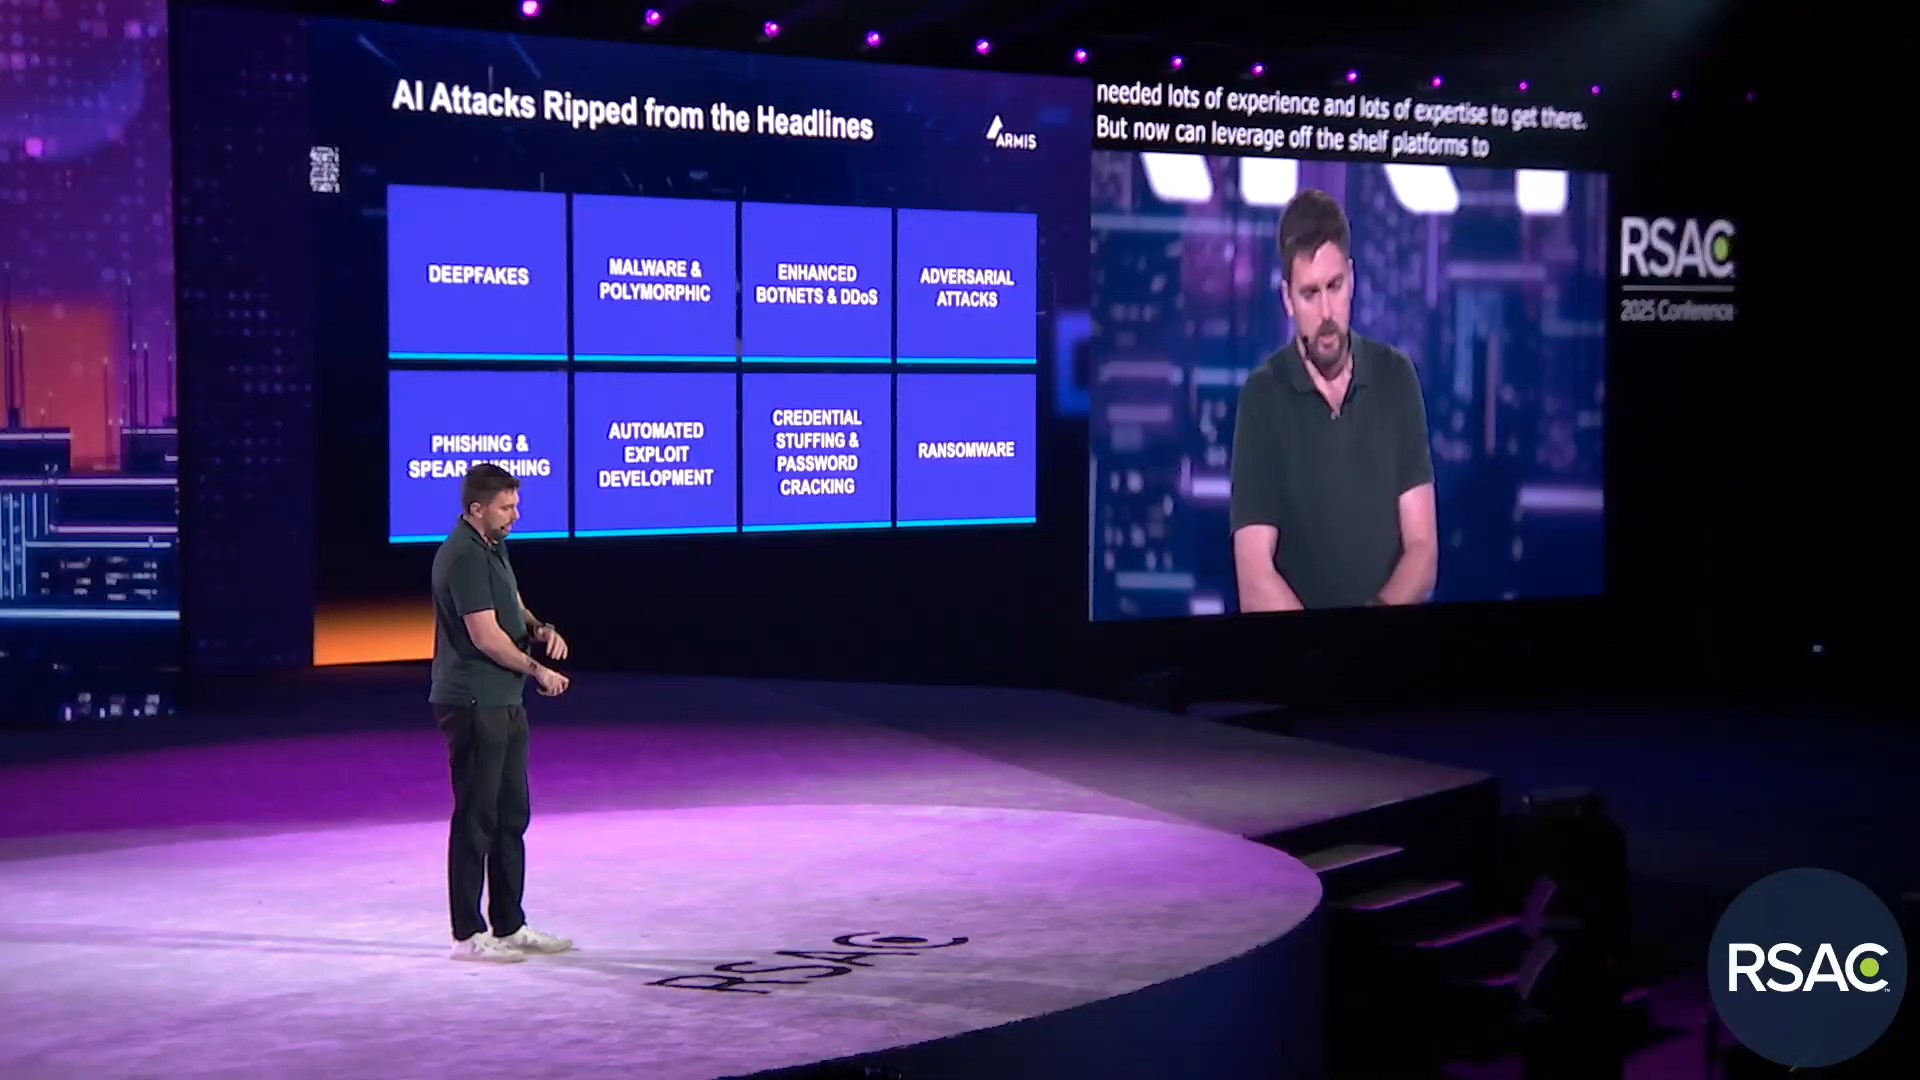 AI Attacks Ripped from the Headlines
ARMIS
DEEPFAKES
MALWARE &
POLYMORPHIC
ENHANCED
BOTNETS & DDoS
ADVERSARIAL
ATTACKS
PHISHING &
SPEAR PHISHING
AUTOMATED
EXPLOIT
DEVELOPMENT
CREDENTIAL
STUFFING &
PASSWORD
CRACKING
RANSOMWARE
needed lots of experience and lots of expertise to get there.
But now can leverage off the shelf platforms to
RSAC
2025 Conference
RSAC
RSAC